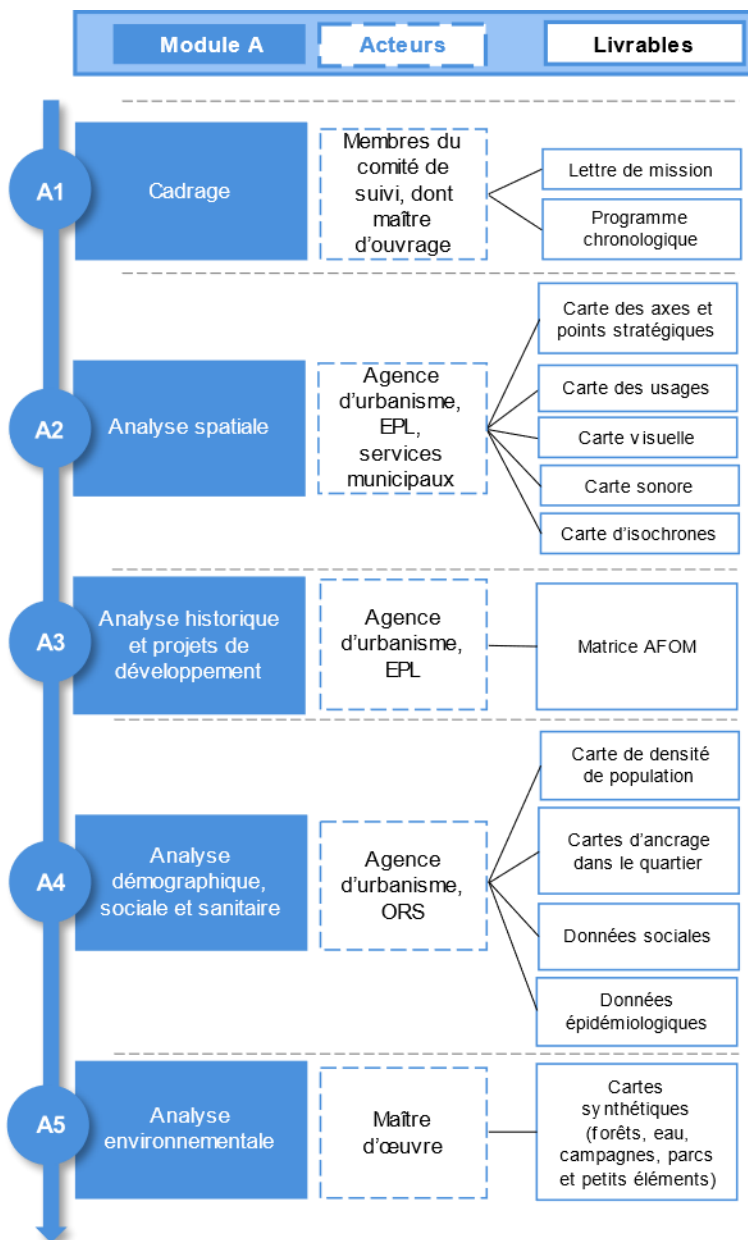 Module A
Acteurs
Livrables
A1
Cadrage
Membres du
comité de
suivi, dont
maître
d'ouvrage
Lettre de mission
Programme
chronologique
A2
Analyse spatiale
Agence
d'urbanisme,
EPL,
services
municipaux
Carte des axes et
points stratégiques
Carte des usages
Carte visuelle
Carte sonore
Carte d'isochrones
A3
Analyse historique
et projets de
développement
Agence
d'urbanisme,
EPL
Matrice AFOM
A4
Analyse
démographique,
sociale et sanitaire
Agence
d'urbanisme,
ORS
Carte de densité
de population
Cartes d'ancrage
dans le quartier
Données sociales
Données
épidémiologiques
A5
Analyse
environnementale
Maître
d'œuvre
Cartes
synthétiques
(forêts, eau,
campagnes, parcs
et petits éléments)